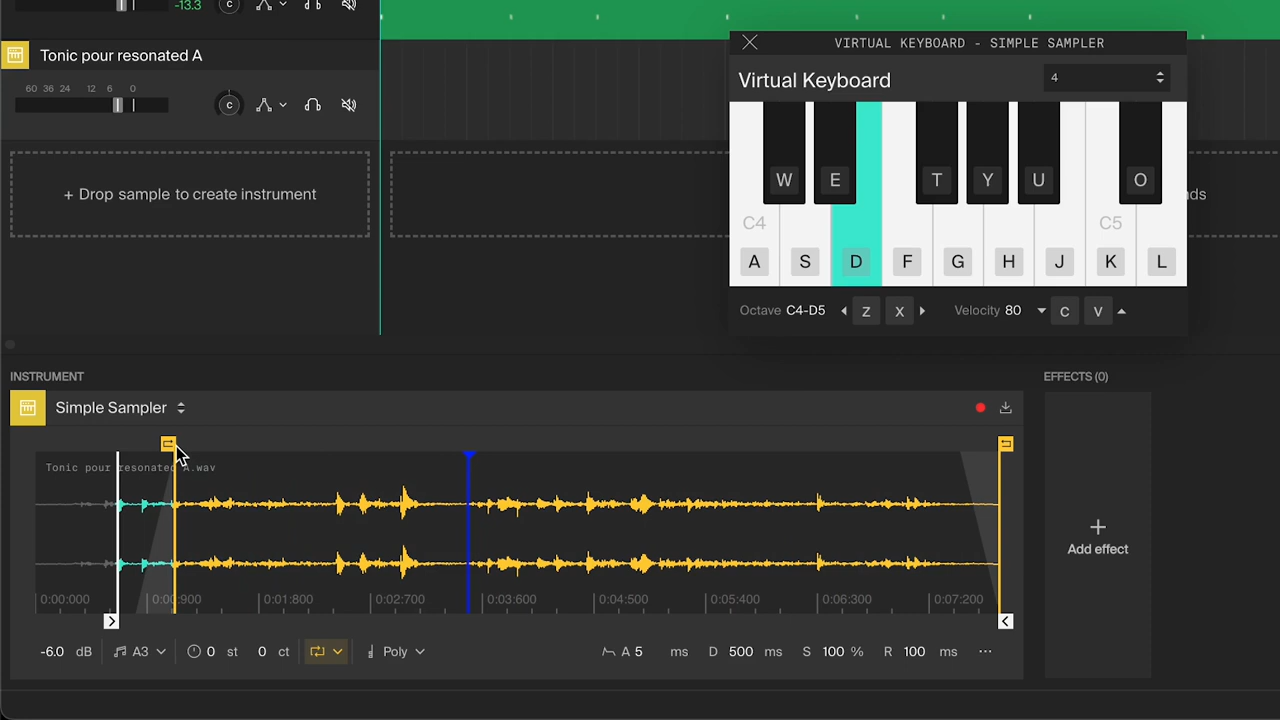 -13.3
C
Tonic pour resonated A
60 36 24 12 6 0
C
+ Drop sample to create instrument
VIRTUAL KEYBOARD - SIMPLE SAMPLER
Virtual Keyboard
4
W E T Y U O
C4 C5
A S D F G H J K L
Octave C4-D5 Z X Velocity 80 C V
INSTRUMENT
EFFECTS (0)
Simple Sampler
Tonic pour resonated A.wav
0:00:000 0:00:900 0:01:800 0:02:700 0:03:600 0:04:500 0:05:400 0:06:300 0:07:200
-6.0 dB A3 0 st 0 ct Poly A 5 ms D 500 ms S 100 % R 100 ms ...
+
Add effect